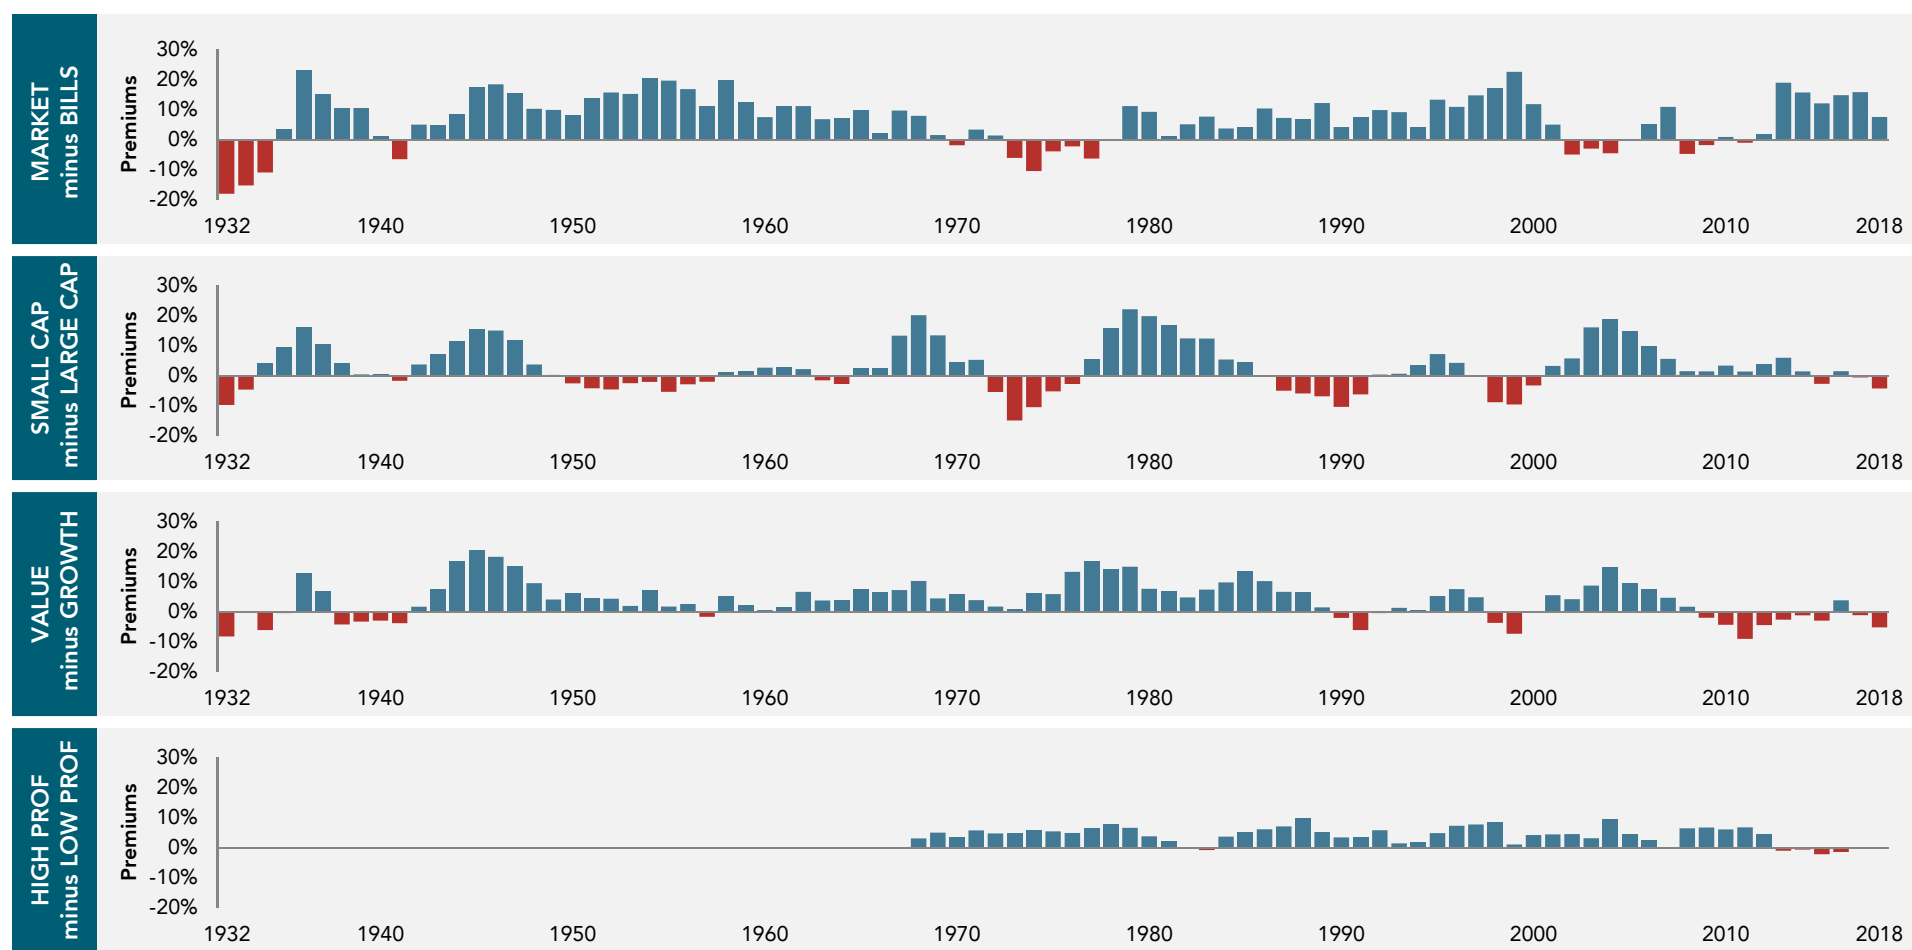 MARKET
minus BILLS
Premiums
30%
20%
10%
0%
-10%
-20%
1932 1940 1950 1960 1970 1980 1990 2000 2010 2018
SMALL CAP
minus LARGE CAP
Premiums
30%
20%
10%
0%
-10%
-20%
1932 1940 1950 1960 1970 1980 1990 2000 2010 2018
VALUE
minus GROWTH
Premiums
30%
20%
10%
0%
-10%
-20%
1932 1940 1950 1960 1970 1980 1990 2000 2010 2018
HIGH PROF
minus LOW PROF
Premiums
30%
20%
10%
0%
-10%
-20%
1932 1940 1950 1960 1970 1980 1990 2000 2010 2018